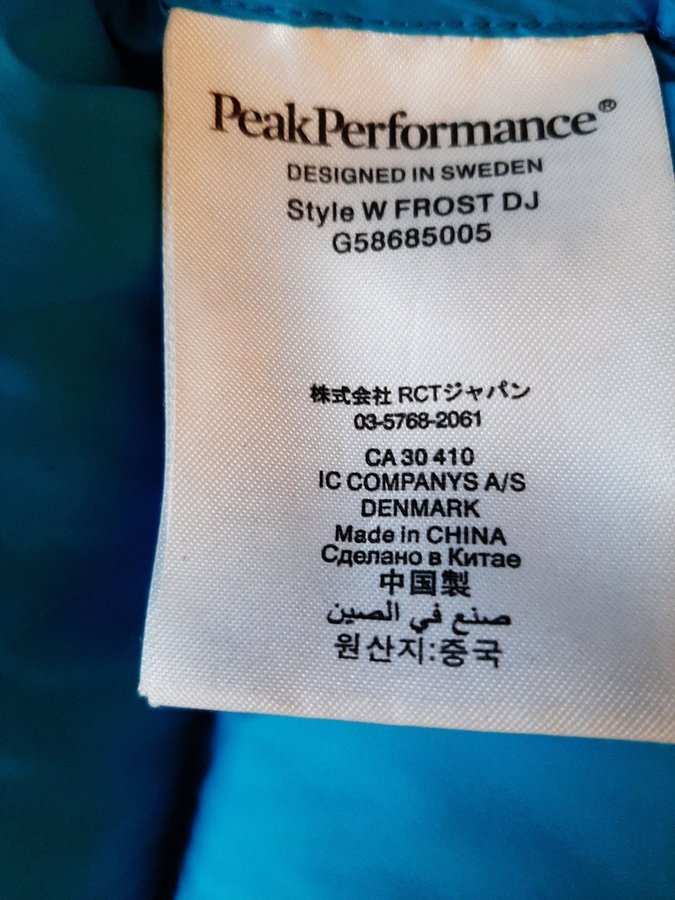 PeakPerformance®
DESIGNED IN SWEDEN
Style W FROST DJ
G58685005
株式会社 RCTジャパン
03-5768-2061
CA 30 410
IC COMPANYS A/S
DENMARK
Made in CHINA
Сделано в Китае
中国製
صنع في الصين
원산지:중국